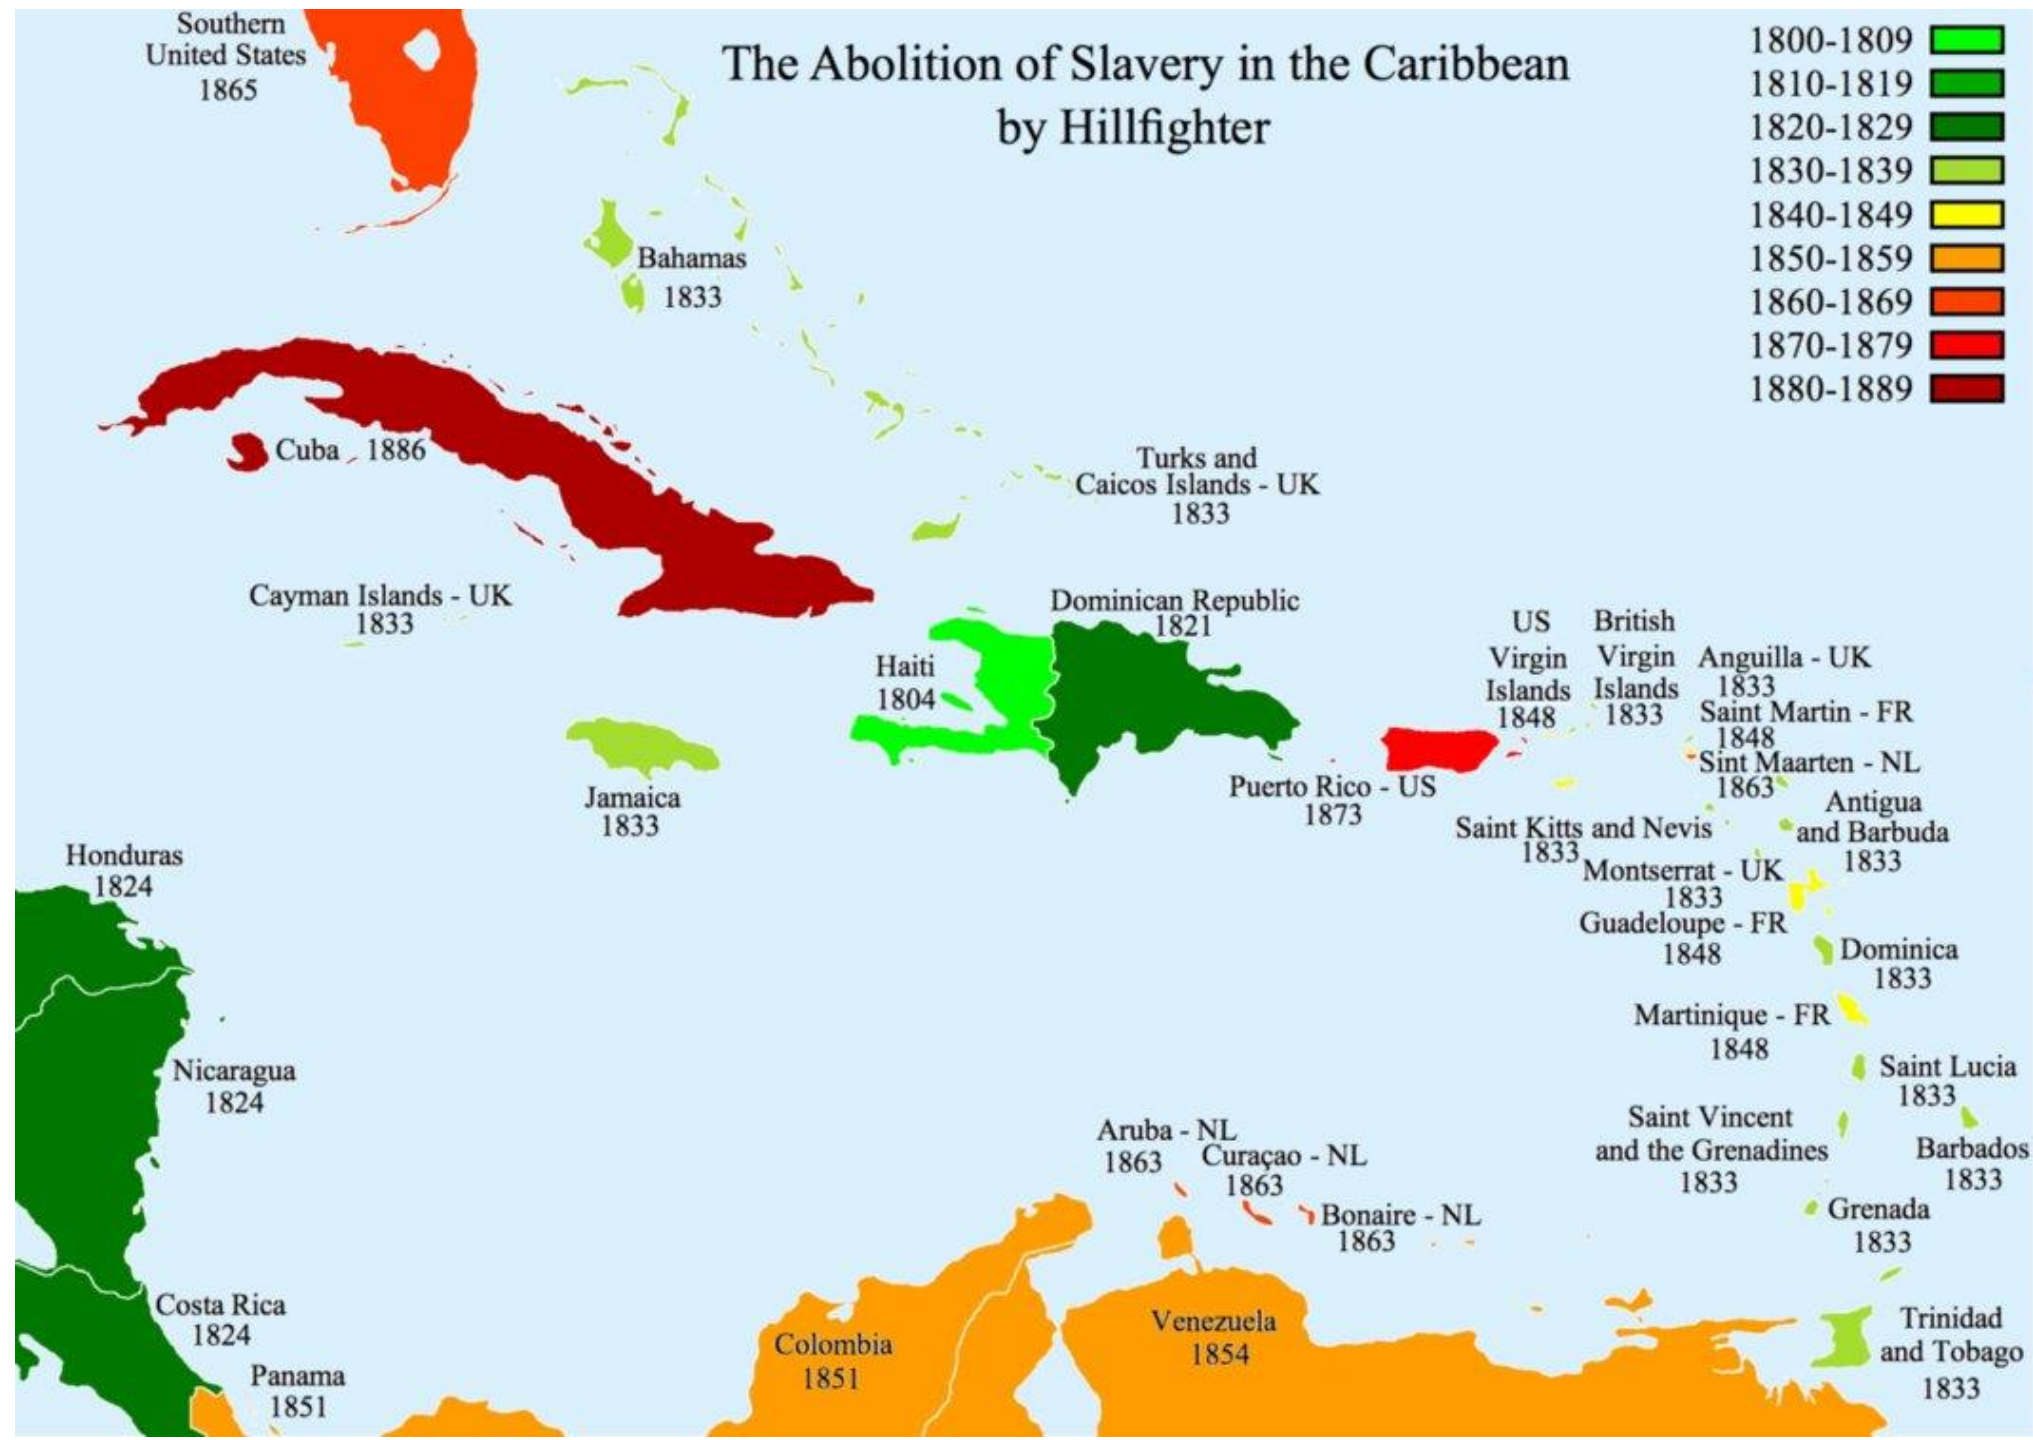 Southern
United States
1865
The Abolition of Slavery in the Caribbean
by Hillfighter
1800-1809
1810-1819
1820-1829
1830-1839
1840-1849
1850-1859
1860-1869
1870-1879
1880-1889
Bahamas
1833
Cuba 1886
Turks and
Caicos Islands - UK
1833
Cayman Islands - UK
1833
Dominican Republic
1821
Haiti
1804
Jamaica
1833
US
Virgin
Islands
1848
British
Virgin
Islands
1833
Anguilla - UK
1833
Saint Martin - FR
1848
Sint Maarten - NL
1863
Puerto Rico - US
1873
Antigua
and Barbuda
1833
Saint Kitts and Nevis
1833
Montserrat - UK
1833
Guadeloupe - FR
1848
Dominica
1833
Martinique - FR
1848
Saint Lucia
1833
Saint Vincent
and the Grenadines
1833
Barbados
1833
Grenada
1833
Trinidad
and Tobago
1833
Honduras
1824
Nicaragua
1824
Costa Rica
1824
Panama
1851
Aruba - NL
1863
Curaçao - NL
1863
Bonaire - NL
1863
Colombia
1851
Venezuela
1854